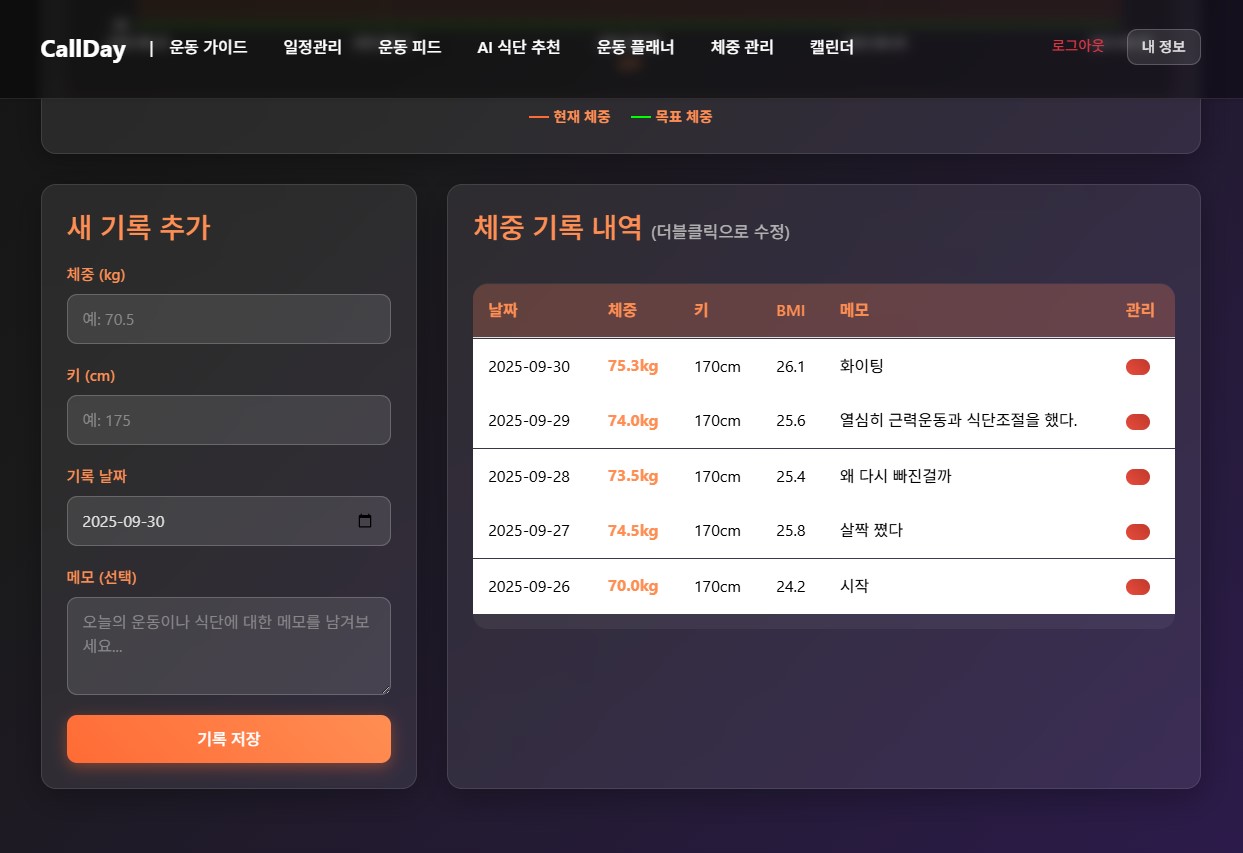 CallDay | 운동 가이드 일정관리 운동 피드 AI 식단 추천 운동 플래너 체중 관리 캘린더 로그아웃 내 정보
현재 체중 목표 체중
새 기록 추가
체중 (kg)
예: 70.5
키 (cm)
예: 175
기록 날짜
2025-09-30
메모 (선택)
오늘의 운동이나 식단에 대한 메모를 남겨보
세요...
기록 저장
체중 기록 내역 (더블클릭으로 수정)
날짜 체중 키 BMI 메모 관리
2025-09-30 75.3kg 170cm 26.1 화이팅
2025-09-29 74.0kg 170cm 25.6 열심히 근력운동과 식단조절을 했다.
2025-09-28 73.5kg 170cm 25.4 왜 다시 빠진걸까
2025-09-27 74.5kg 170cm 25.8 살짝 쪘다
2025-09-26 70.0kg 170cm 24.2 시작